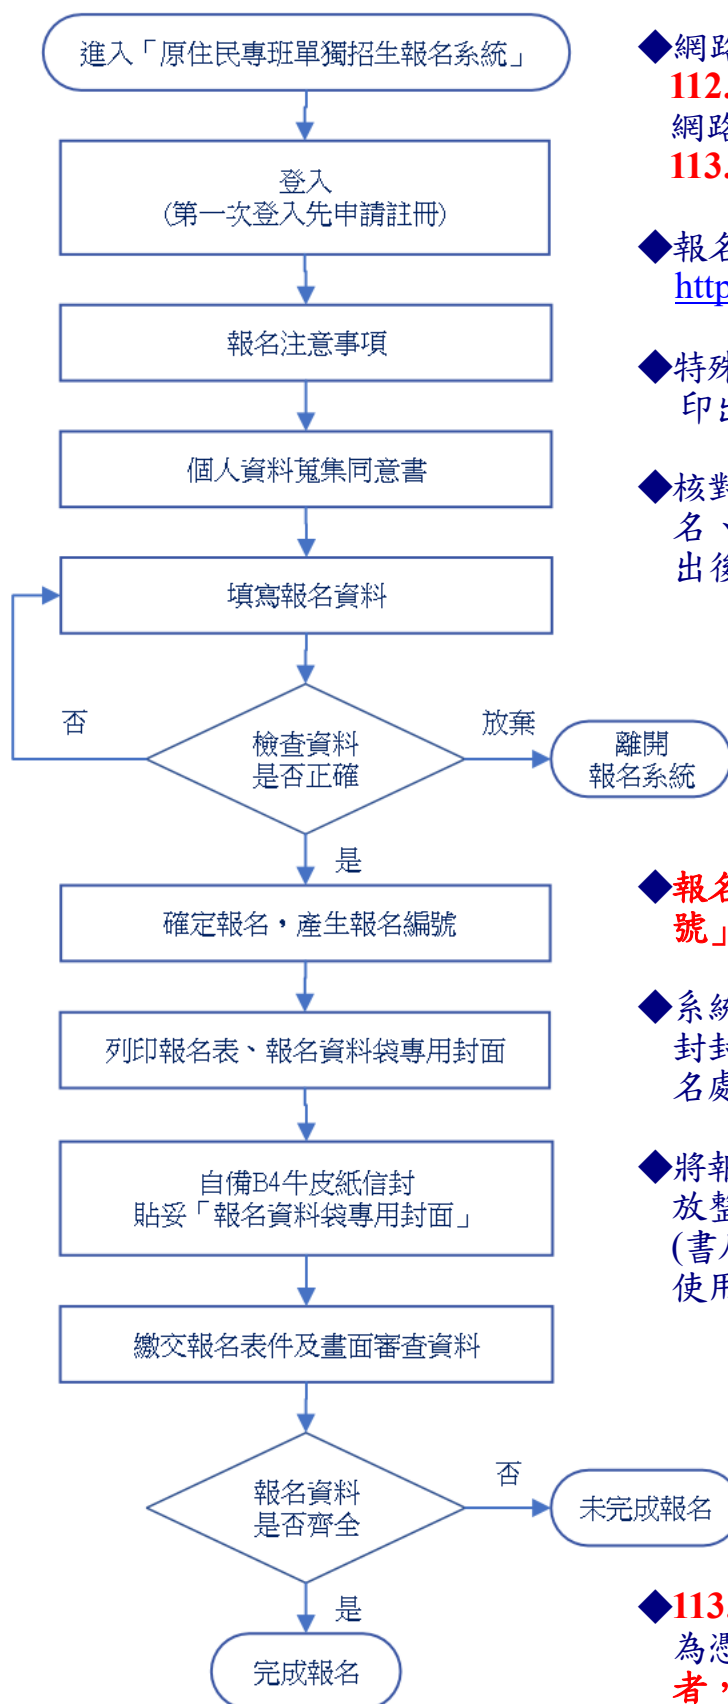 進入「原住民專班單獨招生報名系統」
登入
(第一次登入先申請註冊)
報名注意事項
個人資料蒐集同意書
填寫報名資料
否
檢查資料
是否正確
放棄
離開
報名系統
是
確定報名，產生報名編號
列印報名表、報名資料袋專用封面
自備B4牛皮紙信封
貼妥「報名資料袋專用封面」
繳交報名表件及畫面審查資料
報名資料
是否齊全
否
未完成報名
是
完成報名
◆網路
112.
網路
113.
◆報名
http
◆特殊
印出
◆核對
名、
出後
◆報名
號」
◆系統
封封
名處
◆將報
放整
(書
使用
◆113.
為憑
者，